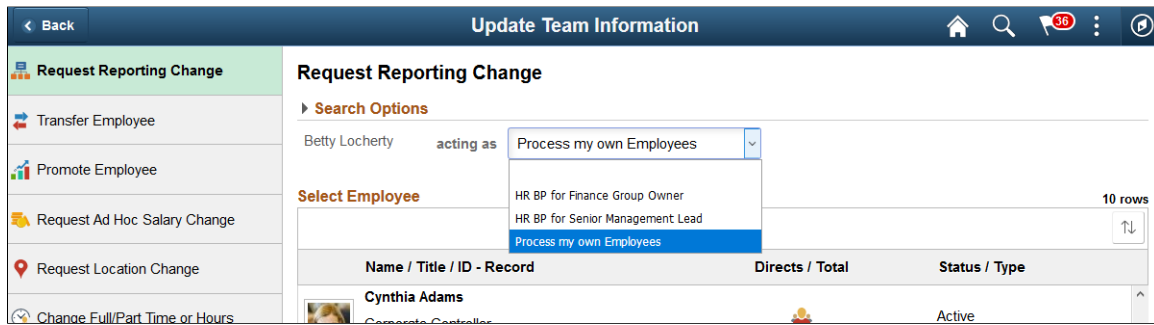 Back
Update Team Information
36
Request Reporting Change
Transfer Employee
Promote Employee
Request Ad Hoc Salary Change
Request Location Change
Change Full/Part Time or Hours
Request Reporting Change
Search Options
Betty Locherty acting as Process my own Employees
HR BP for Finance Group Owner
HR BP for Senior Management Lead
Process my own Employees
Select Employee
10 rows
Name / Title / ID - Record Directs / Total Status / Type
Cynthia Adams
Corporate Controller
Active